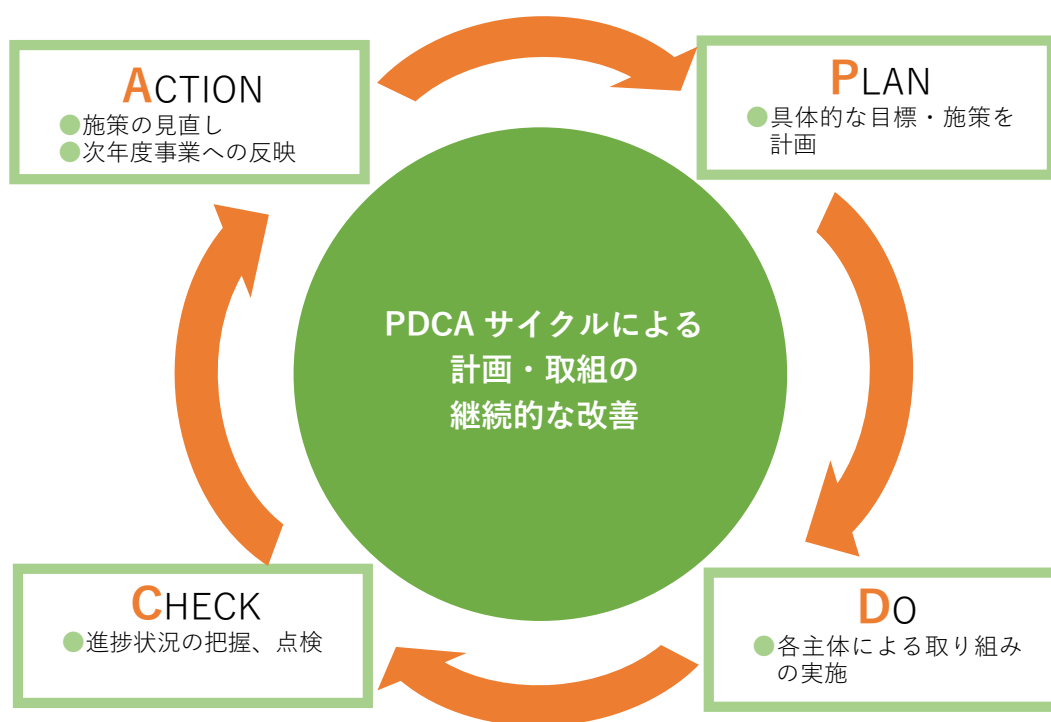 ACTION
●施策の見直し
●次年度事業への反映
PLAN
●具体的な目標・施策を
計画
PDCA サイクルによる
計画・取組の
継続的な改善
CHECK
●進捗状況の把握、点検
DO
●各主体による取り組み
の実施